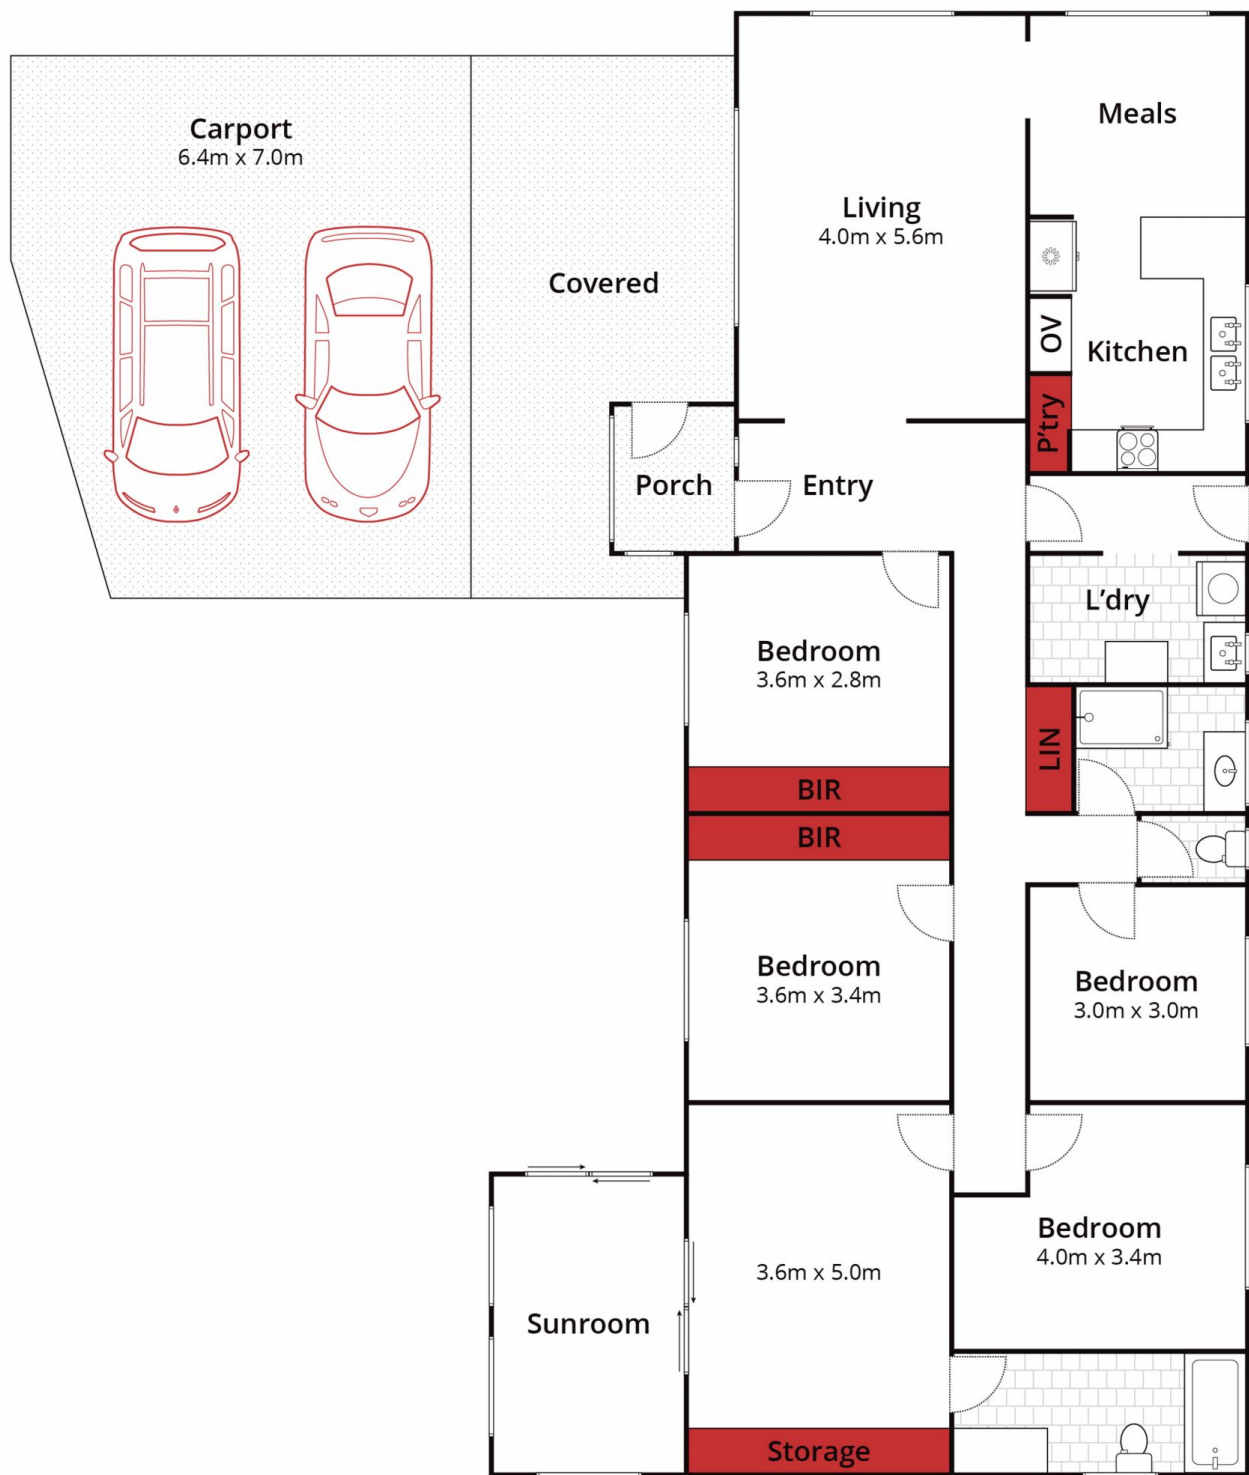 Carport
6.4m x 7.0m
Meals
Living
4.0m x 5.6m
Covered
OV
Kitchen
P'try
Porch
Entry
L'dry
Bedroom
3.6m x 2.8m
LIN
BIR
BIR
Bedroom
3.6m x 3.4m
Bedroom
3.0m x 3.0m
Bedroom
4.0m x 3.4m
3.6m x 5.0m
Sunroom
Storage